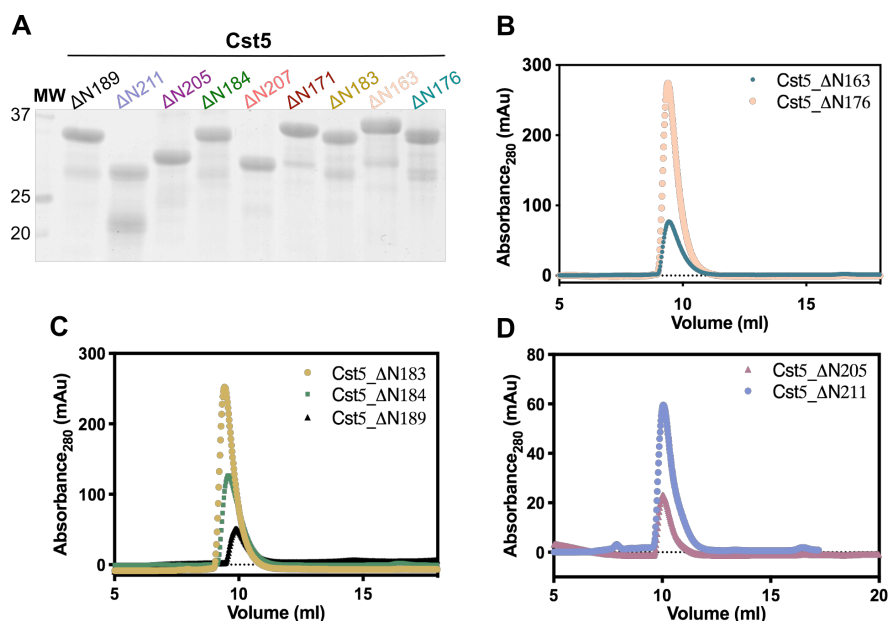 A
Cst5
MW ΔN189 ΔN211 ΔN205 ΔN184 ΔN207 ΔN171 ΔN183 ΔN163 ΔN176
37
25
20
B
300
200
100
0
Absorbance280 (mAu)
Cst5_ΔN163
Cst5_ΔN176
5 10 15
Volume (ml)
C
300
200
100
0
Absorbance280 (mAu)
Cst5_ΔN183
Cst5_ΔN184
Cst5_ΔN189
5 10 15
Volume (ml)
D
80
60
40
20
0
Absorbance280 (mAu)
Cst5_ΔN205
Cst5_ΔN211
5 10 15 20
Volume (ml)